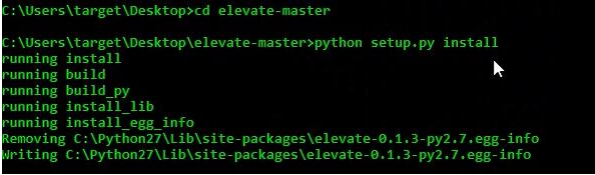 C:\Users\target\Desktop>cd elevate-master
C:\Users\target\Desktop\elevate-master>python setup.py install
running install
running build
running build_py
running install_lib
running install_egg_info
Removing C:\Python27\Lib\site-packages\elevate-0.1.3-py2.7.egg-info
Writing C:\Python27\Lib\site-packages\elevate-0.1.3-py2.7.egg-info